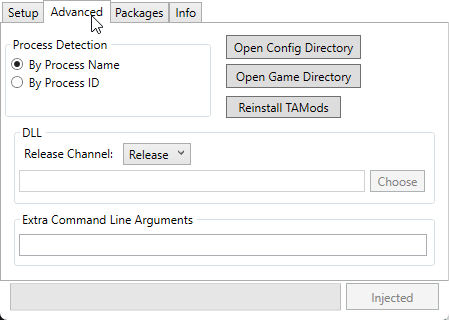 Setup Advanced Packages Info
Process Detection
By Process Name
By Process ID
Open Config Directory
Open Game Directory
Reinstall TAMods
DLL
Release Channel: Release
Choose
Extra Command Line Arguments
Injected